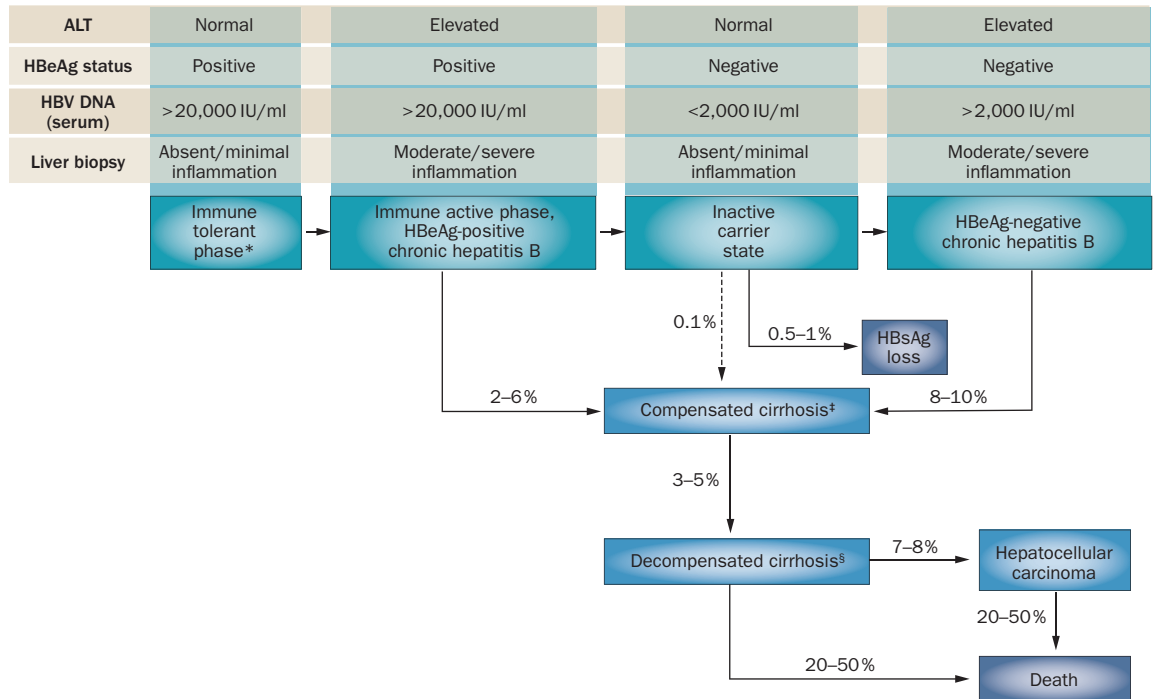 ALT Normal Elevated Normal Elevated
HBeAg status Positive Positive Negative Negative
HBV DNA
(serum) >20,000 IU/ml >20,000 IU/ml <2,000 IU/ml >2,000 IU/ml
Liver biopsy Absent/minimal
inflammation Moderate/severe
inflammation Absent/minimal
inflammation Moderate/severe
inflammation
Immune
tolerant
phase*
Immune active phase,
HBeAg-positive
chronic hepatitis B
Inactive
carrier
state
HBeAg-negative
chronic hepatitis B
0.1%
0.5–1%
HBsAg
loss
2–6%
Compensated cirrhosis‡
8–10%
3–5%
Decompensated cirrhosis§
7–8%
Hepatocellular
carcinoma
20–50%
20–50%
Death